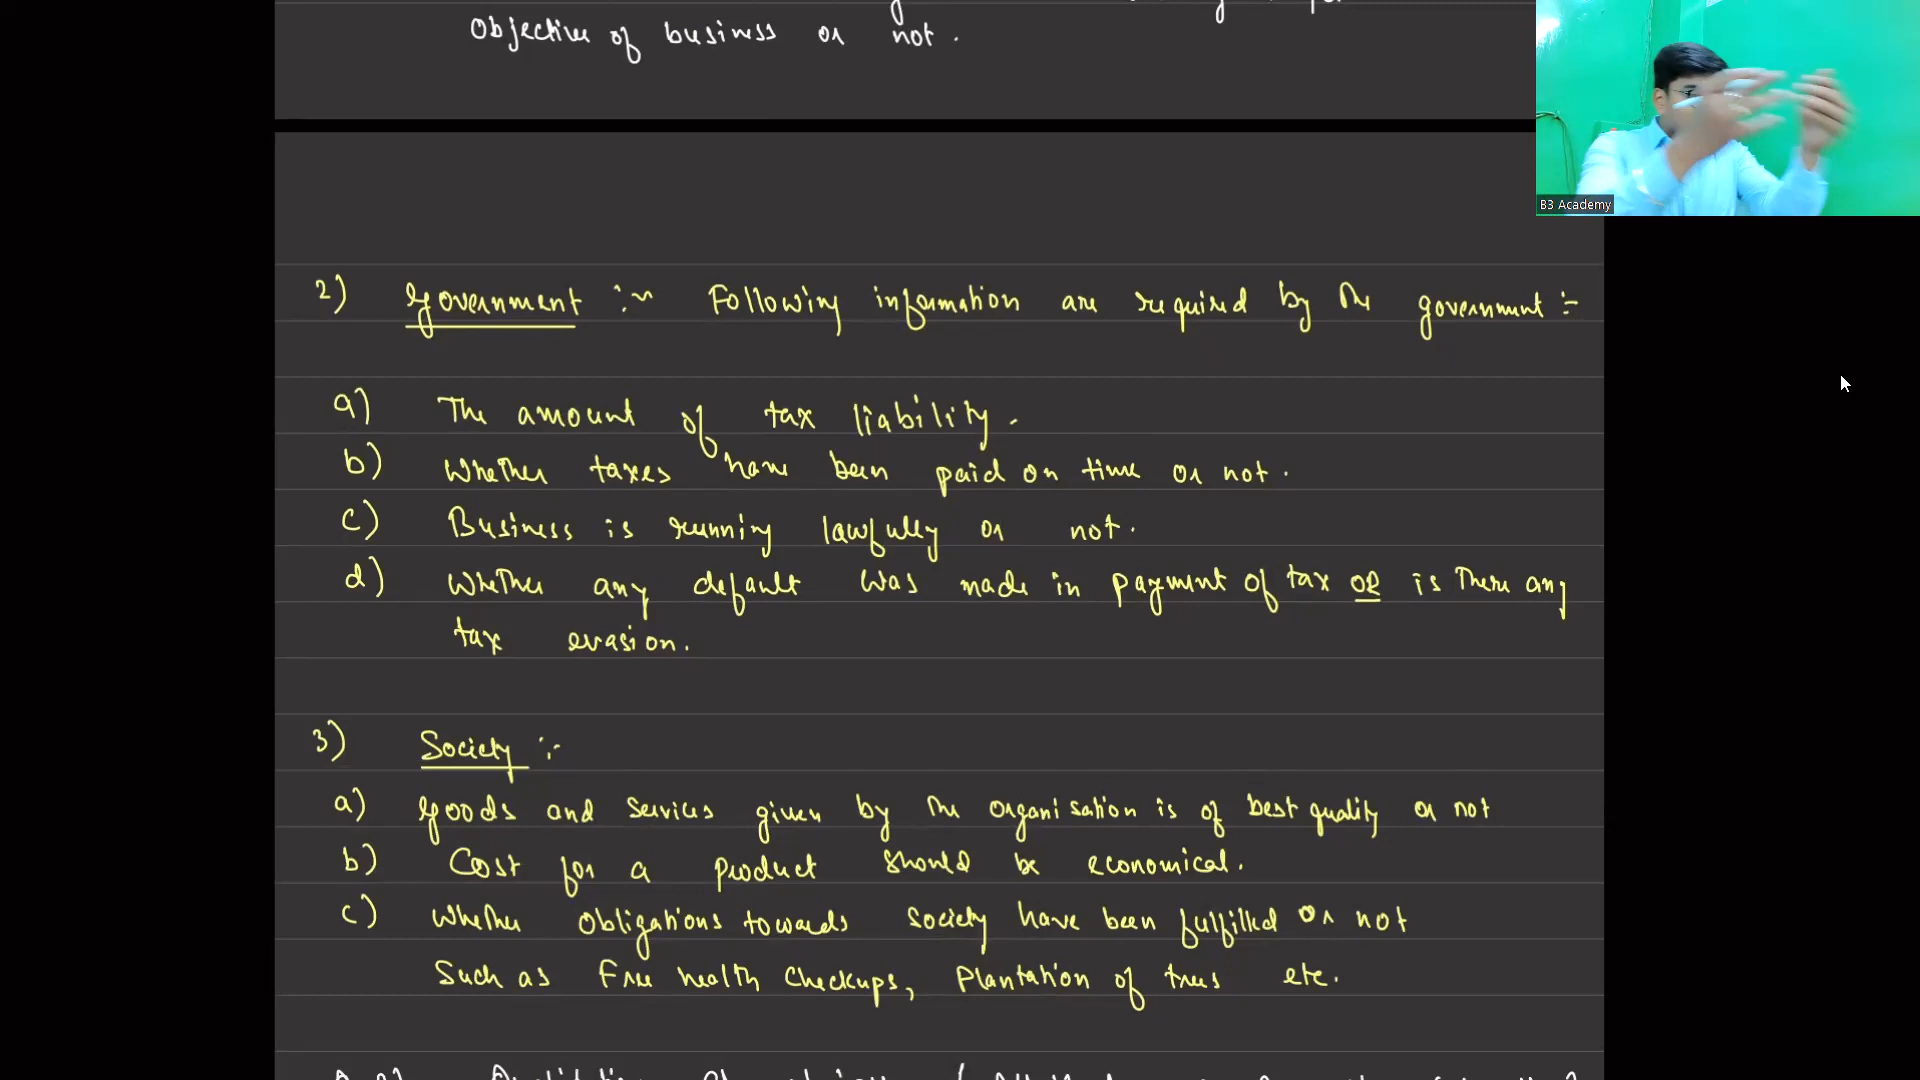 Objective of business or not.
B3 Academy
2) Government :- Following information are required by the government :-
a) The amount of tax liability.
b) Whether taxes have been paid on time or not.
c) Business is running lawfully or not.
d) Whether any default was made in payment of tax OR is there any
tax evasion.
3) Society :-
a) Goods and services given by the organisation is of best quality or not
b) Cost for a product should be economical.
c) Whether obligations towards society have been fulfilled or not
Such as Free health checkups, Plantation of trees etc.